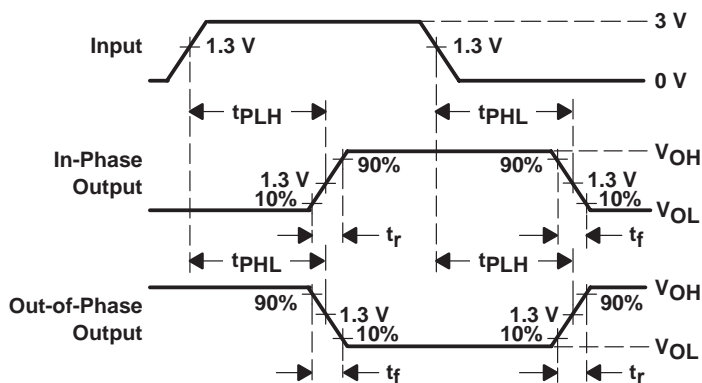 3 V
Input
1.3 V
1.3 V
0 V
tPLH
tPHL
In-Phase
Output
90%
90%
VOH
1.3 V
1.3 V
10%
10%
VOL
tr
tf
tPHL
tPLH
Out-of-Phase
Output
90%
90%
VOH
1.3 V
1.3 V
10%
10%
VOL
tf
tr